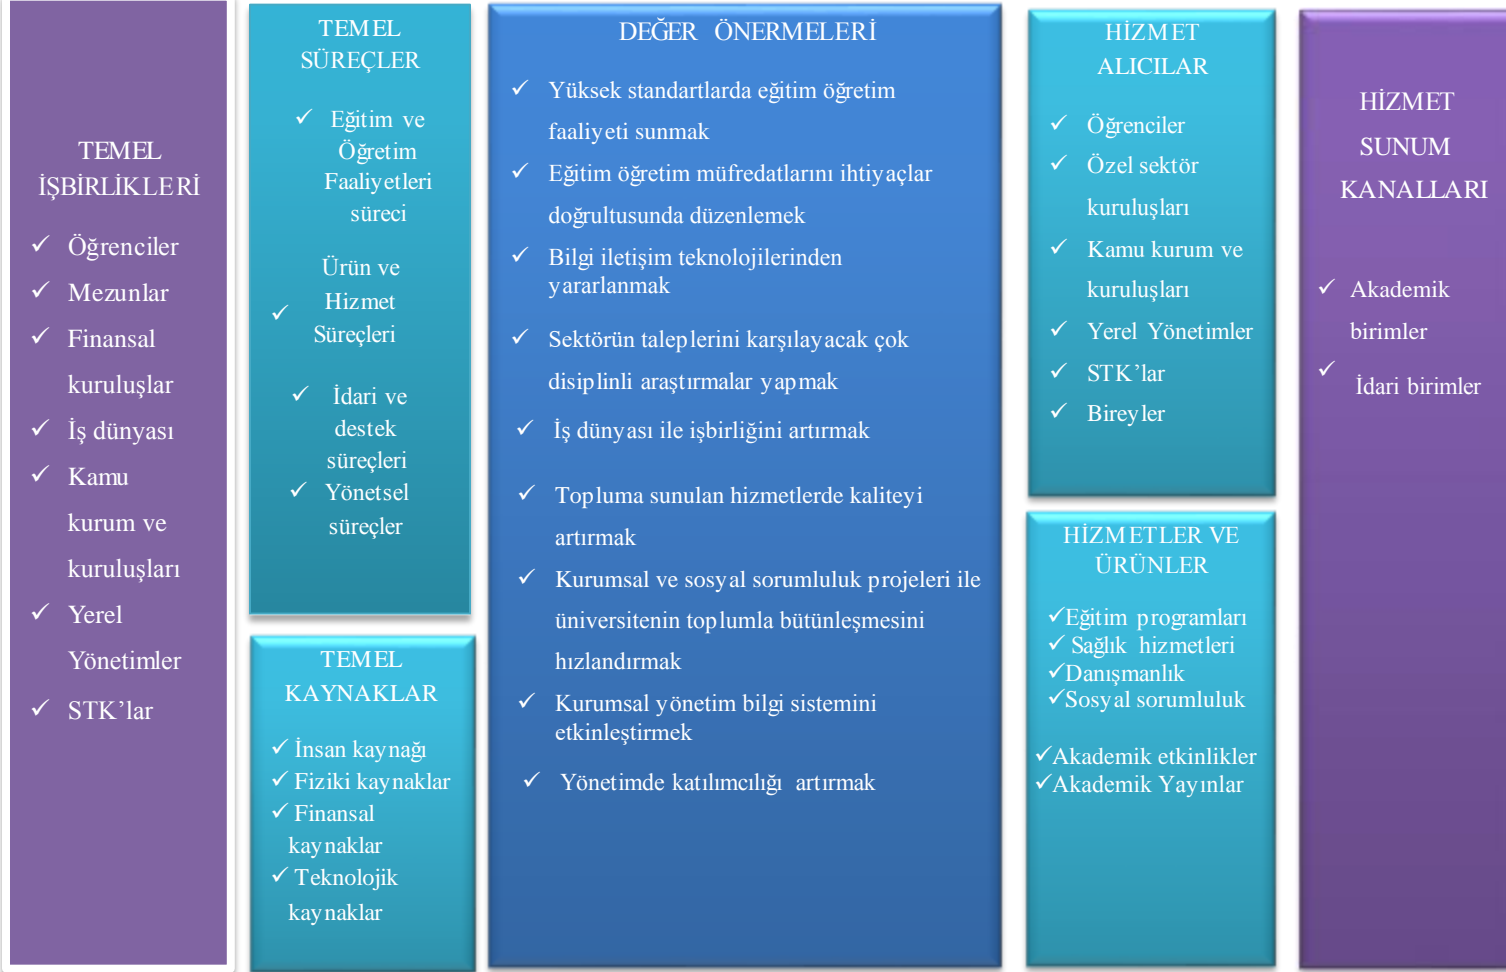 TEMEL
İŞBİRLİKLERİ
✓ Öğrenciler
✓ Mezunlar
✓ Finansal
kuruluşlar
✓ İş dünyası
✓ Kamu
kurum ve
kuruluşları
✓ Yerel
Yönetimler
✓ STK’lar
TEMEL
SÜREÇLER
✓ Eğitim ve
Öğretim
Faaliyetleri
süreci
Ürün ve
✓ Hizmet
Süreçleri
✓ İdari ve
destek
süreçleri
✓ Yönetsel
süreçler
TEMEL
KAYNAKLAR
✓ İnsan kaynağı
✓ Fiziki kaynaklar
✓ Finansal
kaynaklar
✓ Teknolojik
kaynaklar
DEĞER ÖNERMELERİ
✓ Yüksek standartlarda eğitim öğretim
faaliyeti sunmak
✓ Eğitim öğretim müfredatlarını ihtiyaçlar
doğrultusunda düzenlemek
✓ Bilgi iletişim teknolojilerinden
yararlanmak
✓ Sektörün taleplerini karşılayacak çok
disiplinli araştırmalar yapmak
✓ İş dünyası ile işbirliğini artırmak
✓ Topluma sunulan hizmetlerde kaliteyi
artırmak
✓ Kurumsal ve sosyal sorumluluk projeleri ile
üniversitenin toplumla bütünleşmesini
hızlandırmak
✓ Kurumsal yönetim bilgi sistemini
etkinleştirmek
✓ Yönetimde katılımcılığı artırmak
HİZMET
ALICILAR
✓ Öğrenciler
✓ Özel sektör
kuruluşları
✓ Kamu kurum ve
kuruluşları
✓ Yerel Yönetimler
✓ STK’lar
✓ Bireyler
HİZMETLER VE
ÜRÜNLER
✓Eğitim programları
✓ Sağlık hizmetleri
✓Danışmanlık
✓Sosyal sorumluluk
✓Akademik etkinlikler
✓Akademik Yayınlar
HİZMET
SUNUM
KANALLARI
✓ Akademik
birimler
✓ İdari birimler